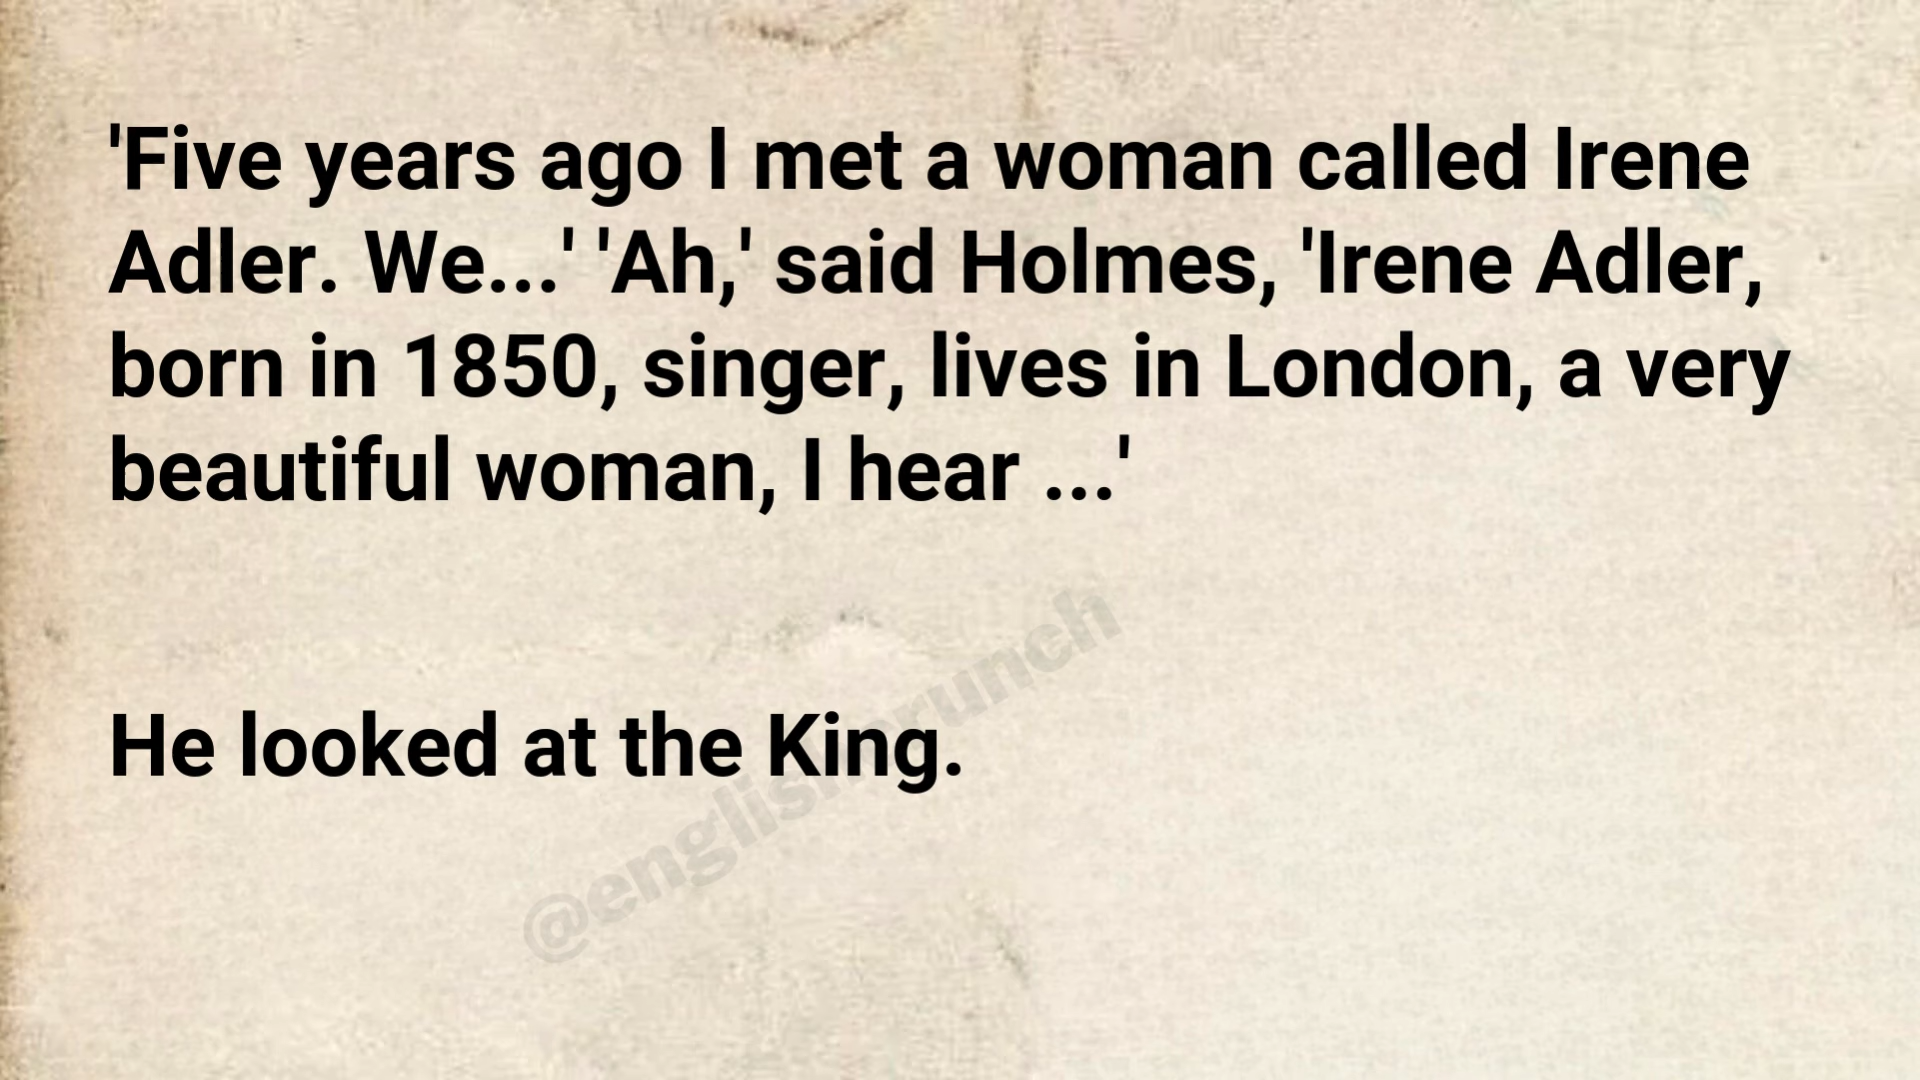 'Five years ago I met a woman called Irene
Adler. We...' 'Ah,' said Holmes, 'Irene Adler,
born in 1850, singer, lives in London, a very
beautiful woman, I hear ...'
He looked at the King.